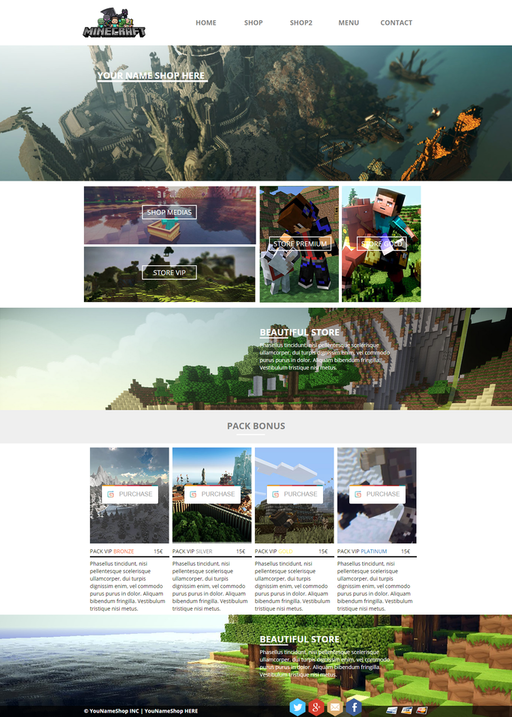 MINECRAFT
HOME SHOP SHOP2 MENU CONTACT
YOUR NAME SHOP HERE
SHOP MEDIAS
STORE VIP
STORE PREMIUM
STORE GOLD
BEAUTIFUL STORE
Phasellus tincidunt, nisi pellentesque scelerisque
ullamcorper, dui turpis dignissim enim, vel commodo
purus purus in dolor. Aliquam bibendum fringilla.
Vestibulum tristique nisi metus.
PACK BONUS
PURCHASE PURCHASE PURCHASE PURCHASE
PACK VIP BRONZE 15€
Phasellus tincidunt, nisi
pellentesque scelerisque
ullamcorper, dui turpis
dignissim enim, vel commodo
purus purus in dolor. Aliquam
bibendum fringilla. Vestibulum
tristique nisi metus.
PACK VIP SILVER 15€
Phasellus tincidunt, nisi
pellentesque scelerisque
ullamcorper, dui turpis
dignissim enim, vel commodo
purus purus in dolor. Aliquam
bibendum fringilla. Vestibulum
tristique nisi metus.
PACK VIP GOLD 15€
Phasellus tincidunt, nisi
pellentesque scelerisque
ullamcorper, dui turpis
dignissim enim, vel commodo
purus purus in dolor. Aliquam
bibendum fringilla. Vestibulum
tristique nisi metus.
PACK VIP PLATINUM 15€
Phasellus tincidunt, nisi
pellentesque scelerisque
ullamcorper, dui turpis
dignissim enim, vel commodo
purus purus in dolor. Aliquam
bibendum fringilla. Vestibulum
tristique nisi metus.
BEAUTIFUL STORE
Phasellus tincidunt, nisi pellentesque scelerisque
ullamcorper, dui turpis dignissim enim, vel commodo
purus purus in dolor. Aliquam bibendum fringilla.
Vestibulum tristique nisi metus.
© YouNameShop INC | YouNameShop HERE